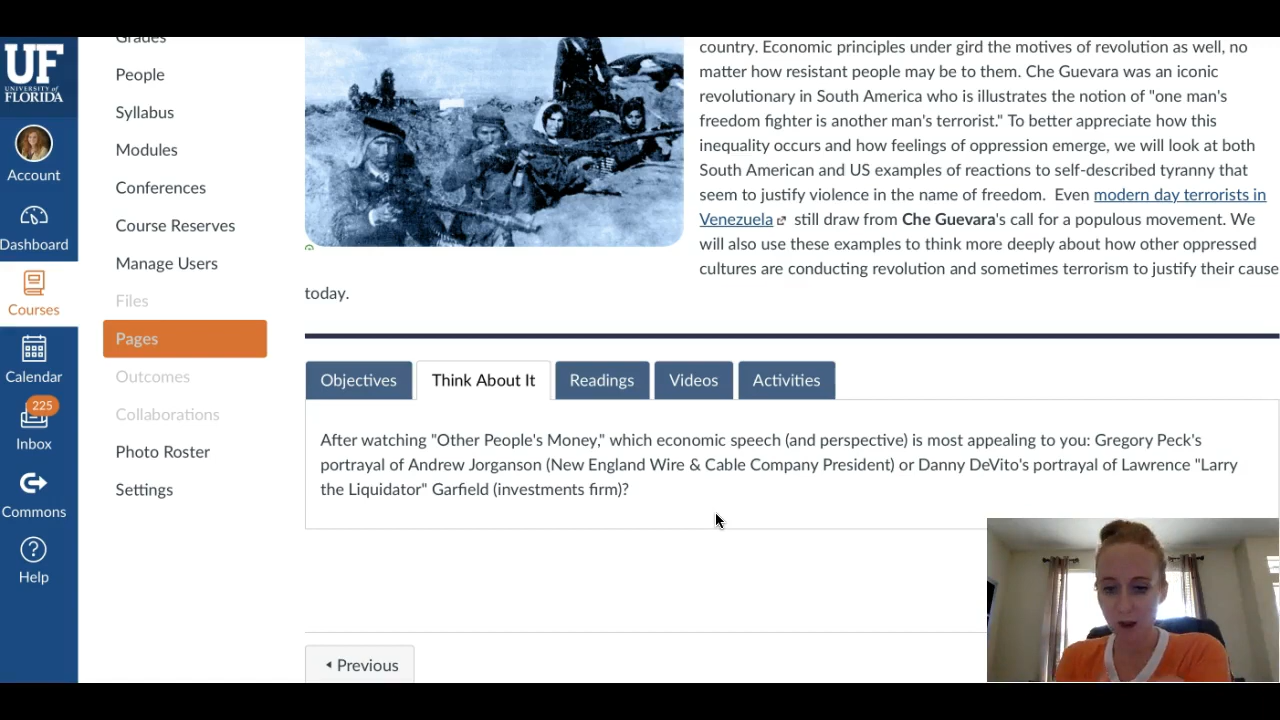 UF
UNIVERSITY of
FLORIDA
Account
Dashboard
Courses
Calendar
225
Inbox
Commons
Help
Grades
People
Syllabus
Modules
Conferences
Course Reserves
Manage Users
Files
Pages
Outcomes
Collaborations
Photo Roster
Settings
country. Economic principles under gird the motives of revolution as well, no
matter how resistant people may be to them. Che Guevara was an iconic
revolutionary in South America who is illustrates the notion of "one man's
freedom fighter is another man's terrorist." To better appreciate how this
inequality occurs and how feelings of oppression emerge, we will look at both
South American and US examples of reactions to self-described tyranny that
seem to justify violence in the name of freedom. Even modern day terrorists in
Venezuela still draw from Che Guevara's call for a populous movement. We
will also use these examples to think more deeply about how other oppressed
cultures are conducting revolution and sometimes terrorism to justify their cause
today.
Objectives
Think About It
Readings
Videos
Activities
After watching "Other People's Money," which economic speech (and perspective) is most appealing to you: Gregory Peck's
portrayal of Andrew Jorganson (New England Wire & Cable Company President) or Danny DeVito's portrayal of Lawrence "Larry
the Liquidator" Garfield (investments firm)?
Previous